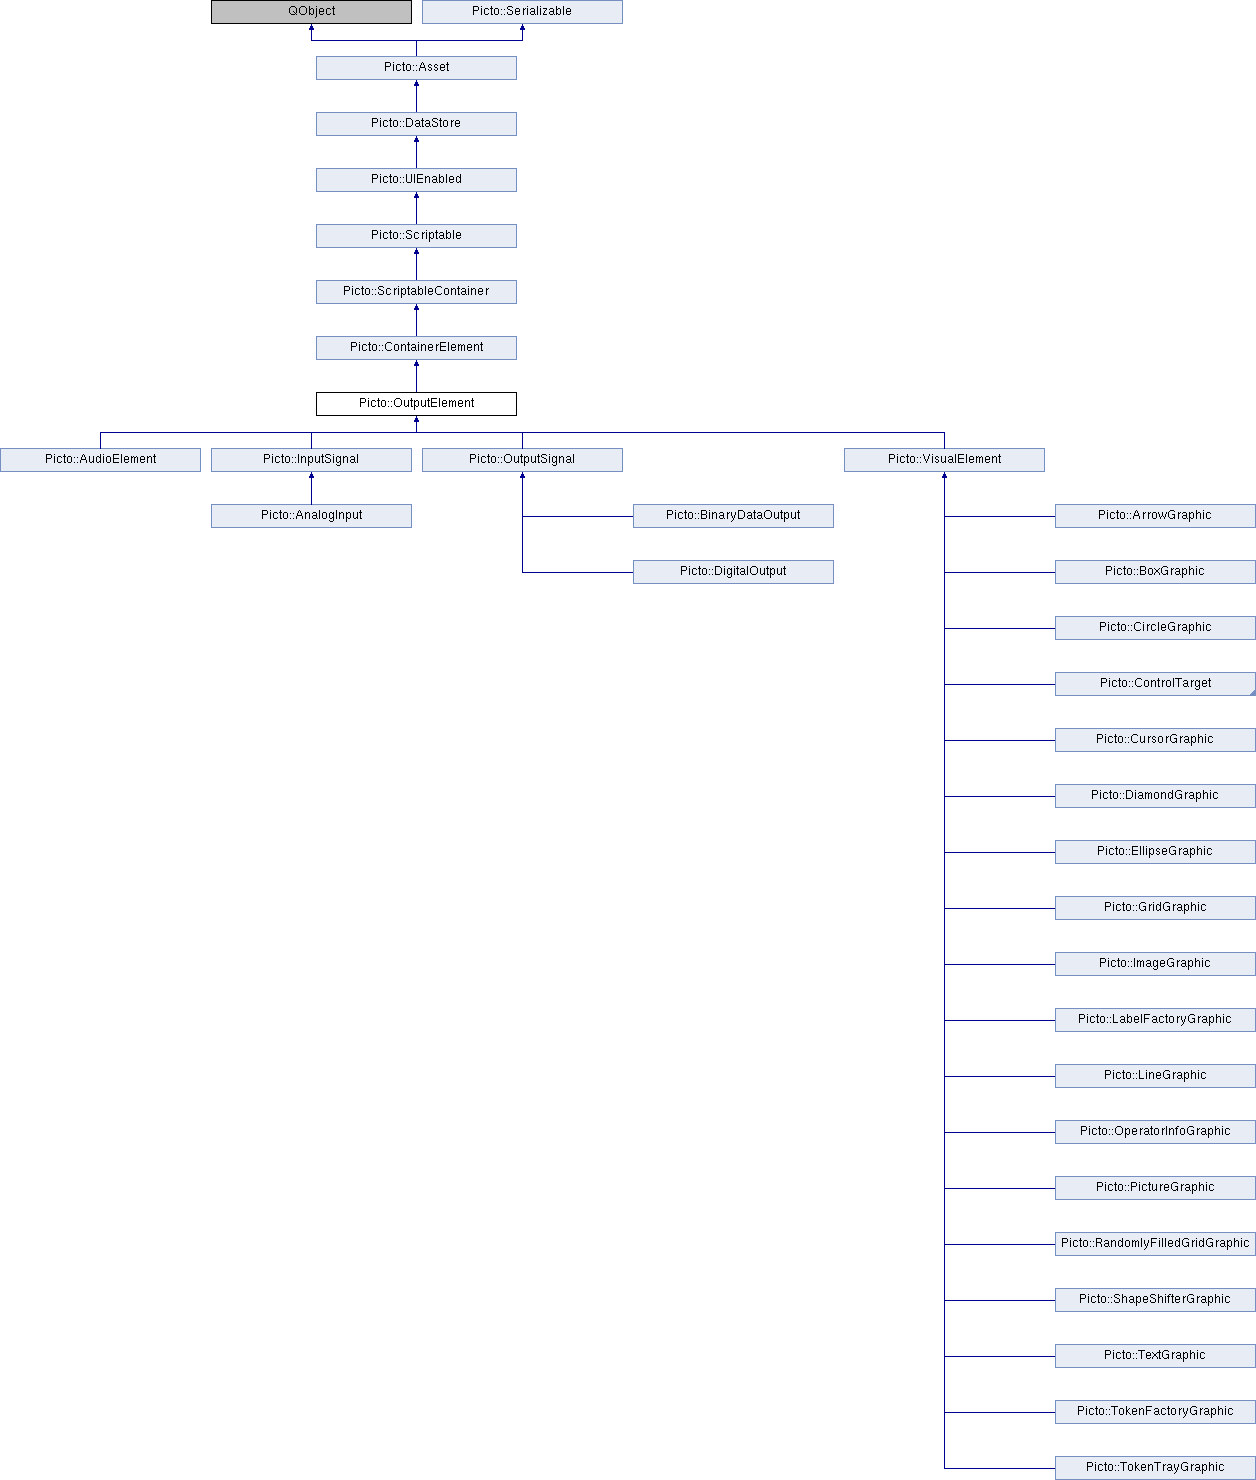 QObject
Picto::Serializable
Picto::Asset
Picto::DataStore
Picto::UIEnabled
Picto::Scriptable
Picto::ScriptableContainer
Picto::ContainerElement
Picto::OutputElement
Picto::AudioElement
Picto::InputSignal
Picto::OutputSignal
Picto::VisualElement
Picto::AnalogInput
Picto::BinaryDataOutput
Picto::ArrowGraphic
Picto::DigitalOutput
Picto::BoxGraphic
Picto::CircleGraphic
Picto::ControlTarget
Picto::CursorGraphic
Picto::DiamondGraphic
Picto::EllipseGraphic
Picto::GridGraphic
Picto::ImageGraphic
Picto::LabelFactoryGraphic
Picto::LineGraphic
Picto::OperatorInfoGraphic
Picto::PictureGraphic
Picto::RandomlyFilledGridGraphic
Picto::ShapeShifterGraphic
Picto::TextGraphic
Picto::TokenFactoryGraphic
Picto::TokenTrayGraphic